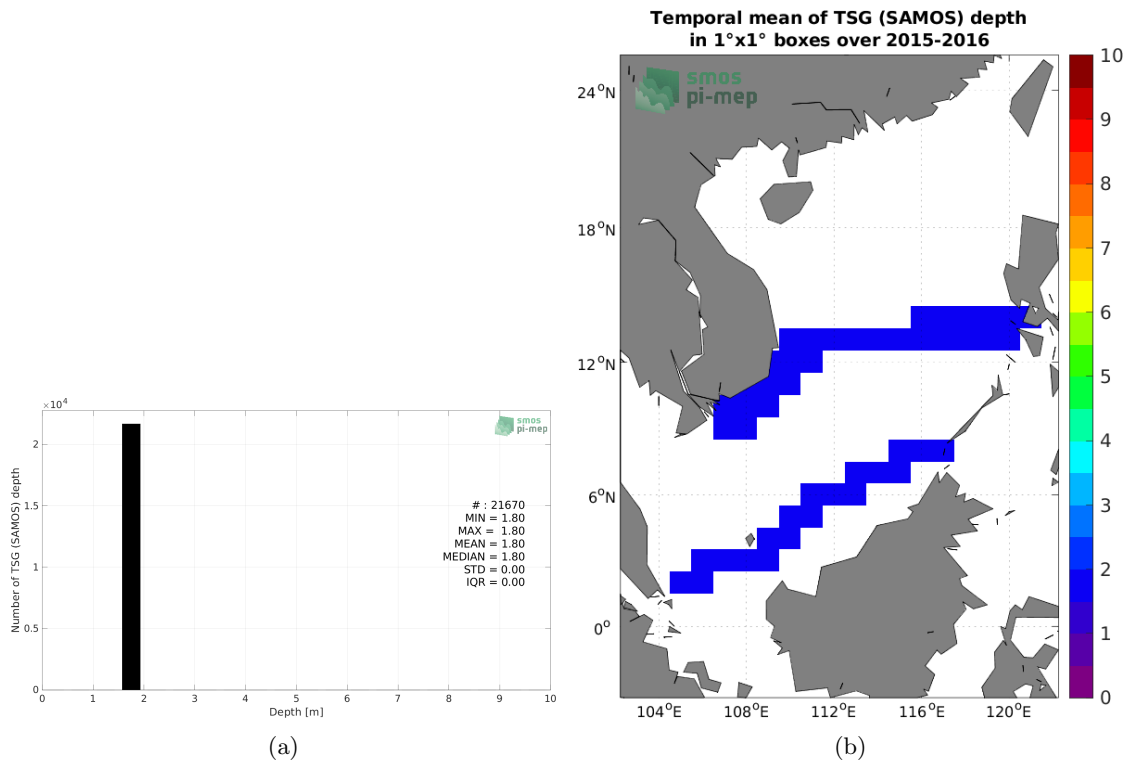 ×10⁴
2
1.5
1
0.5
0
Number of TSG (SAMOS) depth
smos
pi-mep
# : 21670
MIN = 1.80
MAX = 1.80
MEAN = 1.80
MEDIAN = 1.80
STD = 0.00
IQR = 0.00
0 1 2 3 4 5 6 7 8 9 10
Depth [m]
(a)
Temporal mean of TSG (SAMOS) depth
in 1°x1° boxes over 2015-2016
smos
pi-mep
24°N
18°N
12°N
6°N
0°
104°E 108°E 112°E 116°E 120°E
10
9
8
7
6
5
4
3
2
1
0
(b)